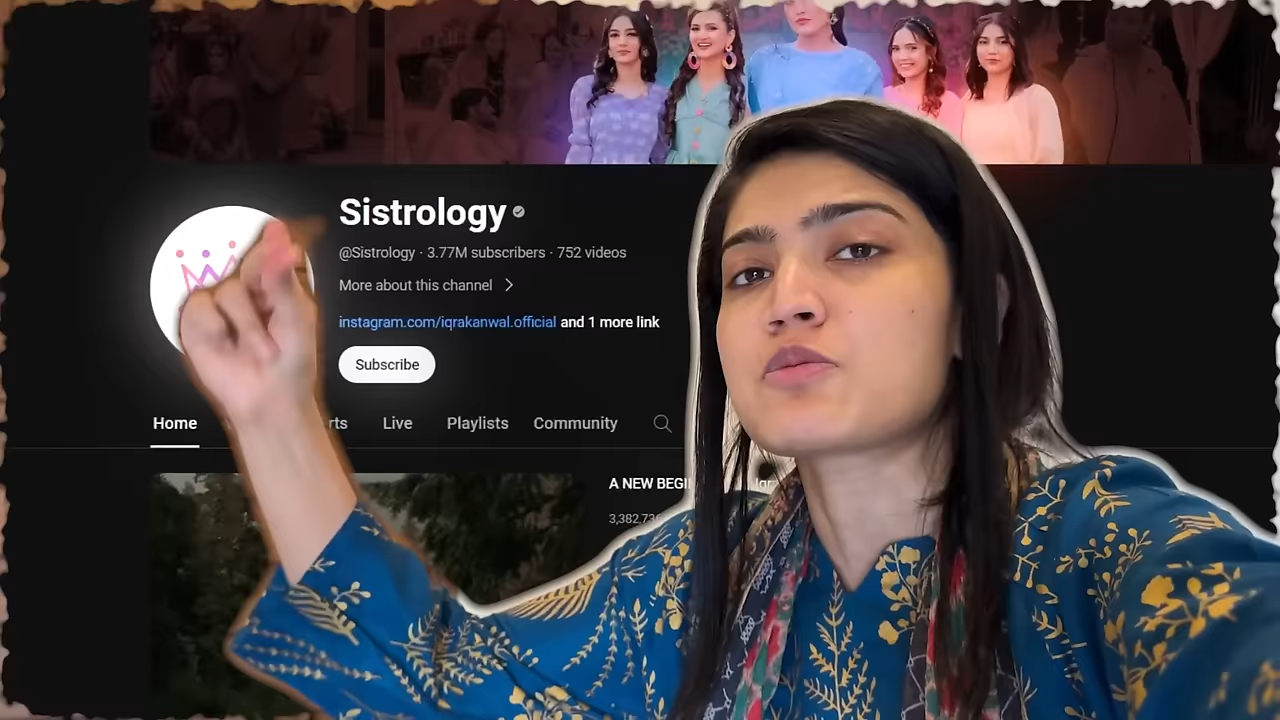 Sistrology
@Sistrology · 3.77M subscribers · 752 videos
More about this channel
instagram.com/iqrakanwal.official and 1 more link
Subscribe
Home Live Playlists Community
A NEW